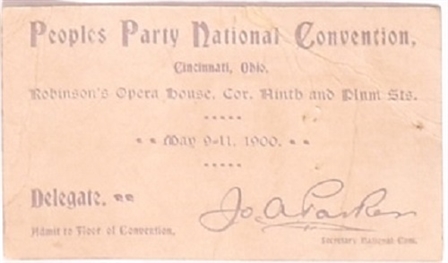 Peoples Party National Convention,
Cincinnati, Ohio,
Robinson's Opera House, Cor. Ninth and Plum Sts.
May 9-11, 1900.
Delegate.
Jo A Parker
Admit to Floor of Convention.
Secretary National Com.